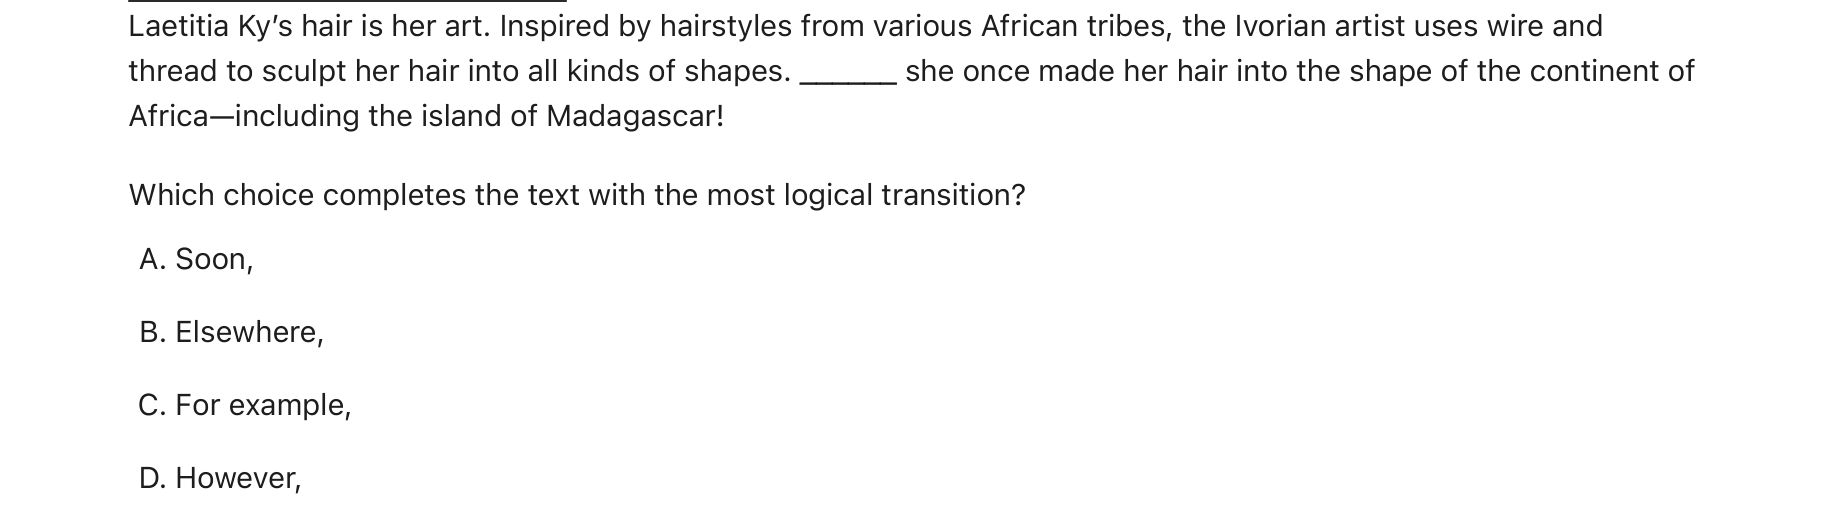 Laetitia Ky’s hair is her art. Inspired by hairstyles from various African tribes, the Ivorian artist uses wire and
thread to sculpt her hair into all kinds of shapes. ______ she once made her hair into the shape of the continent of
Africa—including the island of Madagascar!
Which choice completes the text with the most logical transition?
A. Soon,
B. Elsewhere,
C. For example,
D. However,